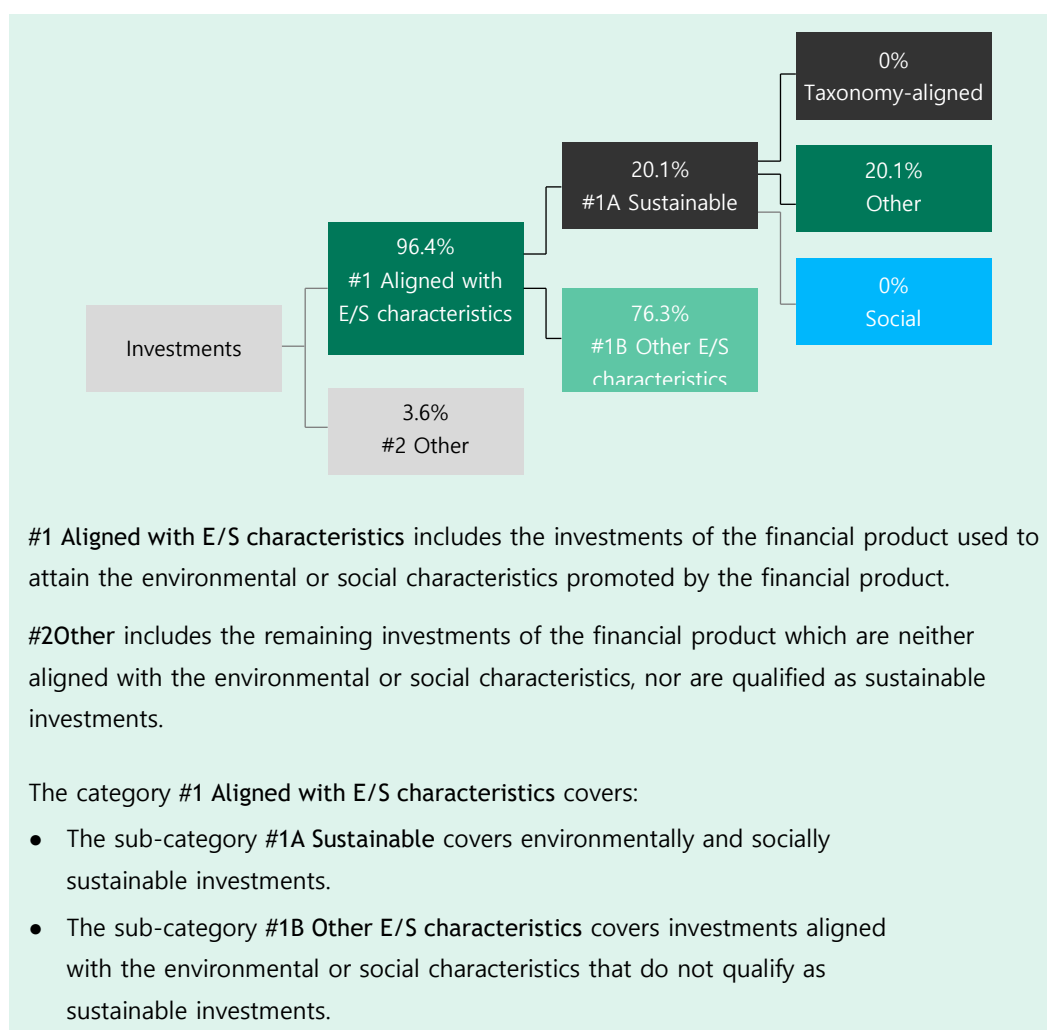 0%
Taxonomy-aligned
20.1%
#1A Sustainable
20.1%
Other
96.4%
#1 Aligned with
E/S characteristics
0%
Social
76.3%
#1B Other E/S
characteristics
Investments
3.6%
#2 Other
#1 Aligned with E/S characteristics includes the investments of the financial product used to
attain the environmental or social characteristics promoted by the financial product.
#2Other includes the remaining investments of the financial product which are neither
aligned with the environmental or social characteristics, nor are qualified as sustainable
investments.
The category #1 Aligned with E/S characteristics covers:
● The sub-category #1A Sustainable covers environmentally and socially
sustainable investments.
● The sub-category #1B Other E/S characteristics covers investments aligned
with the environmental or social characteristics that do not qualify as
sustainable investments.